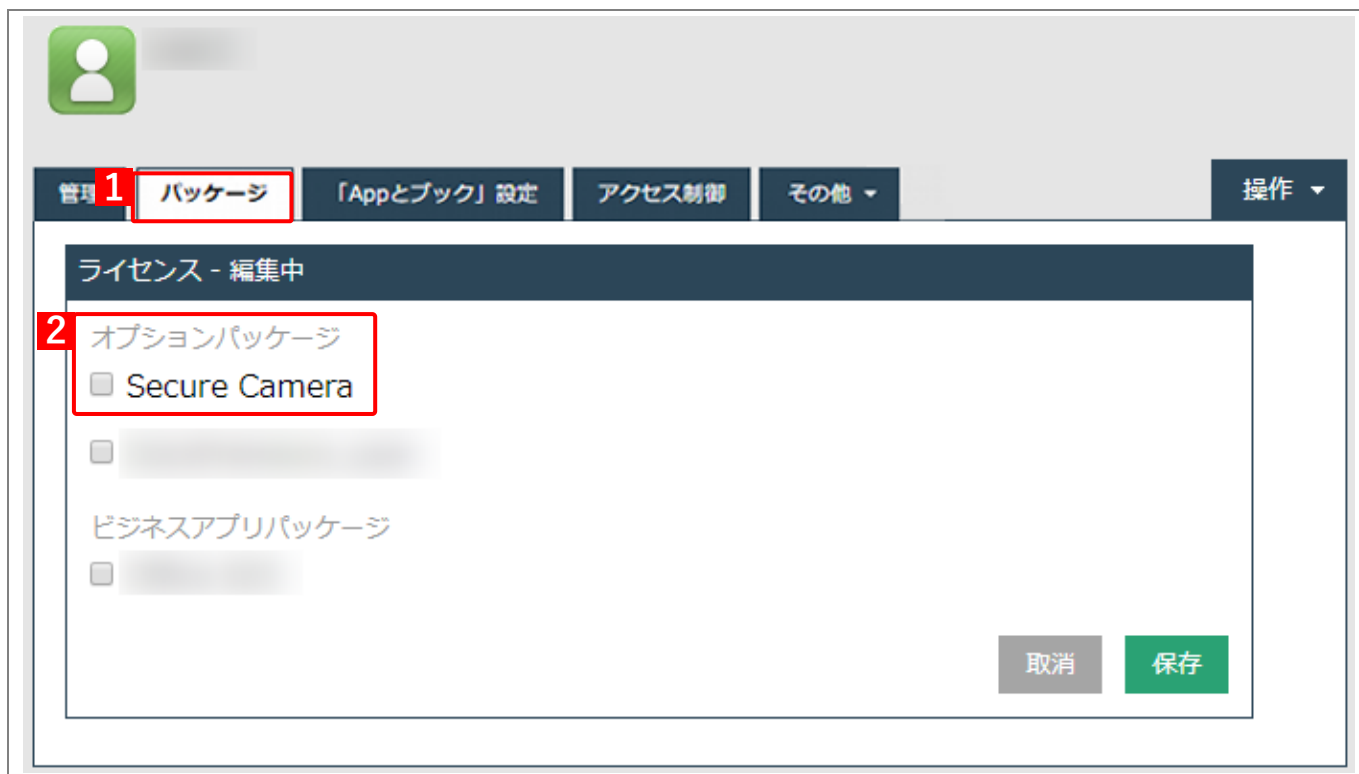 1
管理
パッケージ
「Appとブック」設定
アクセス制御
その他
操作
ライセンス - 編集中
2
オプションパッケージ
Secure Camera
ビジネスアプリパッケージ
取消
保存